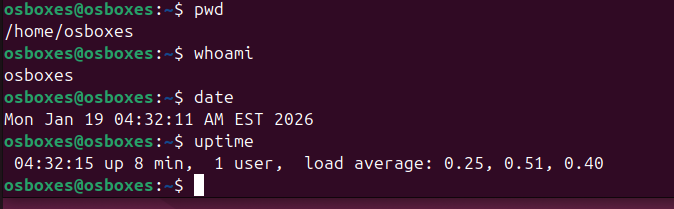 osboxes@osboxes:~$ pwd
/home/osboxes
osboxes@osboxes:~$ whoami
osboxes
osboxes@osboxes:~$ date
Mon Jan 19 04:32:11 AM EST 2026
osboxes@osboxes:~$ uptime
 04:32:15 up 8 min,  1 user,  load average: 0.25, 0.51, 0.40
osboxes@osboxes:~$